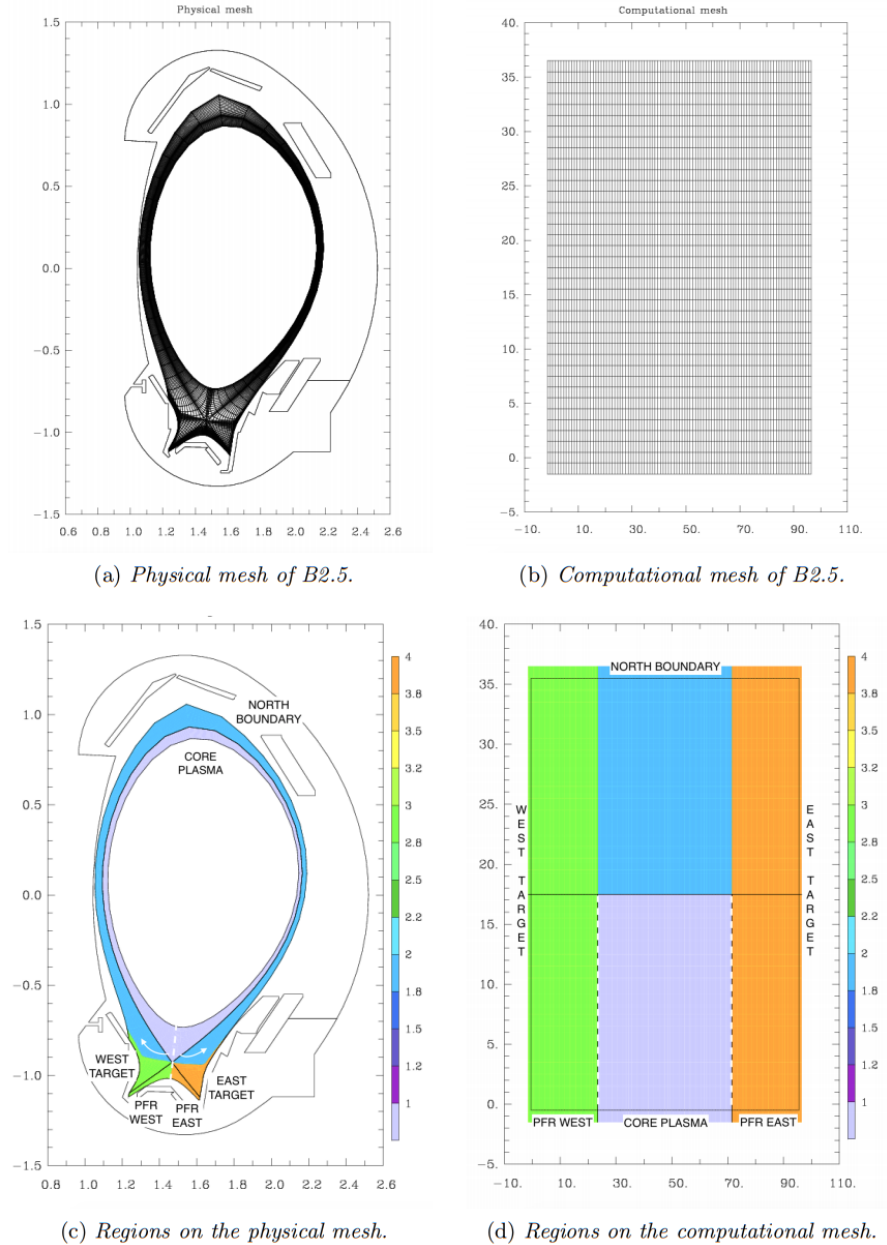 Physical mesh
1.5
1.0
0.5
0.0
−0.5
−1.0
−1.5
0.6 0.8 1.0 1.2 1.4 1.6 1.8 2.0 2.2 2.4 2.6
(a) Physical mesh of B2.5.
Computational mesh
40.
35.
30.
25.
20.
15.
10.
5.
0.
−5.
−10. 10. 30. 50. 70. 90. 110.
(b) Computational mesh of B2.5.
1.5
1.0
0.5
0.0
−0.5
−1.0
−1.5
0.8 1.0 1.2 1.4 1.6 1.8 2.0 2.2 2.4 2.6
NORTH
BOUNDARY
CORE
PLASMA
WEST
TARGET
EAST
TARGET
PFR
WEST
PFR
EAST
4
3.8
3.4
3.2
2.8
2.5
2.2
2
1.8
1.5
1.2
1
(c) Regions on the physical mesh.
40.
35.
30.
25.
20.
15.
10.
5.
0.
−5.
−10. 10. 30. 50. 70. 90. 110.
NORTH BOUNDARY
WEST TARGET
EAST TARGET
PFR WEST
CORE PLASMA
PFR EAST
4
3.8
3.4
3.2
2.8
2.5
2.2
2
1.8
1.5
1.2
1
(d) Regions on the computational mesh.